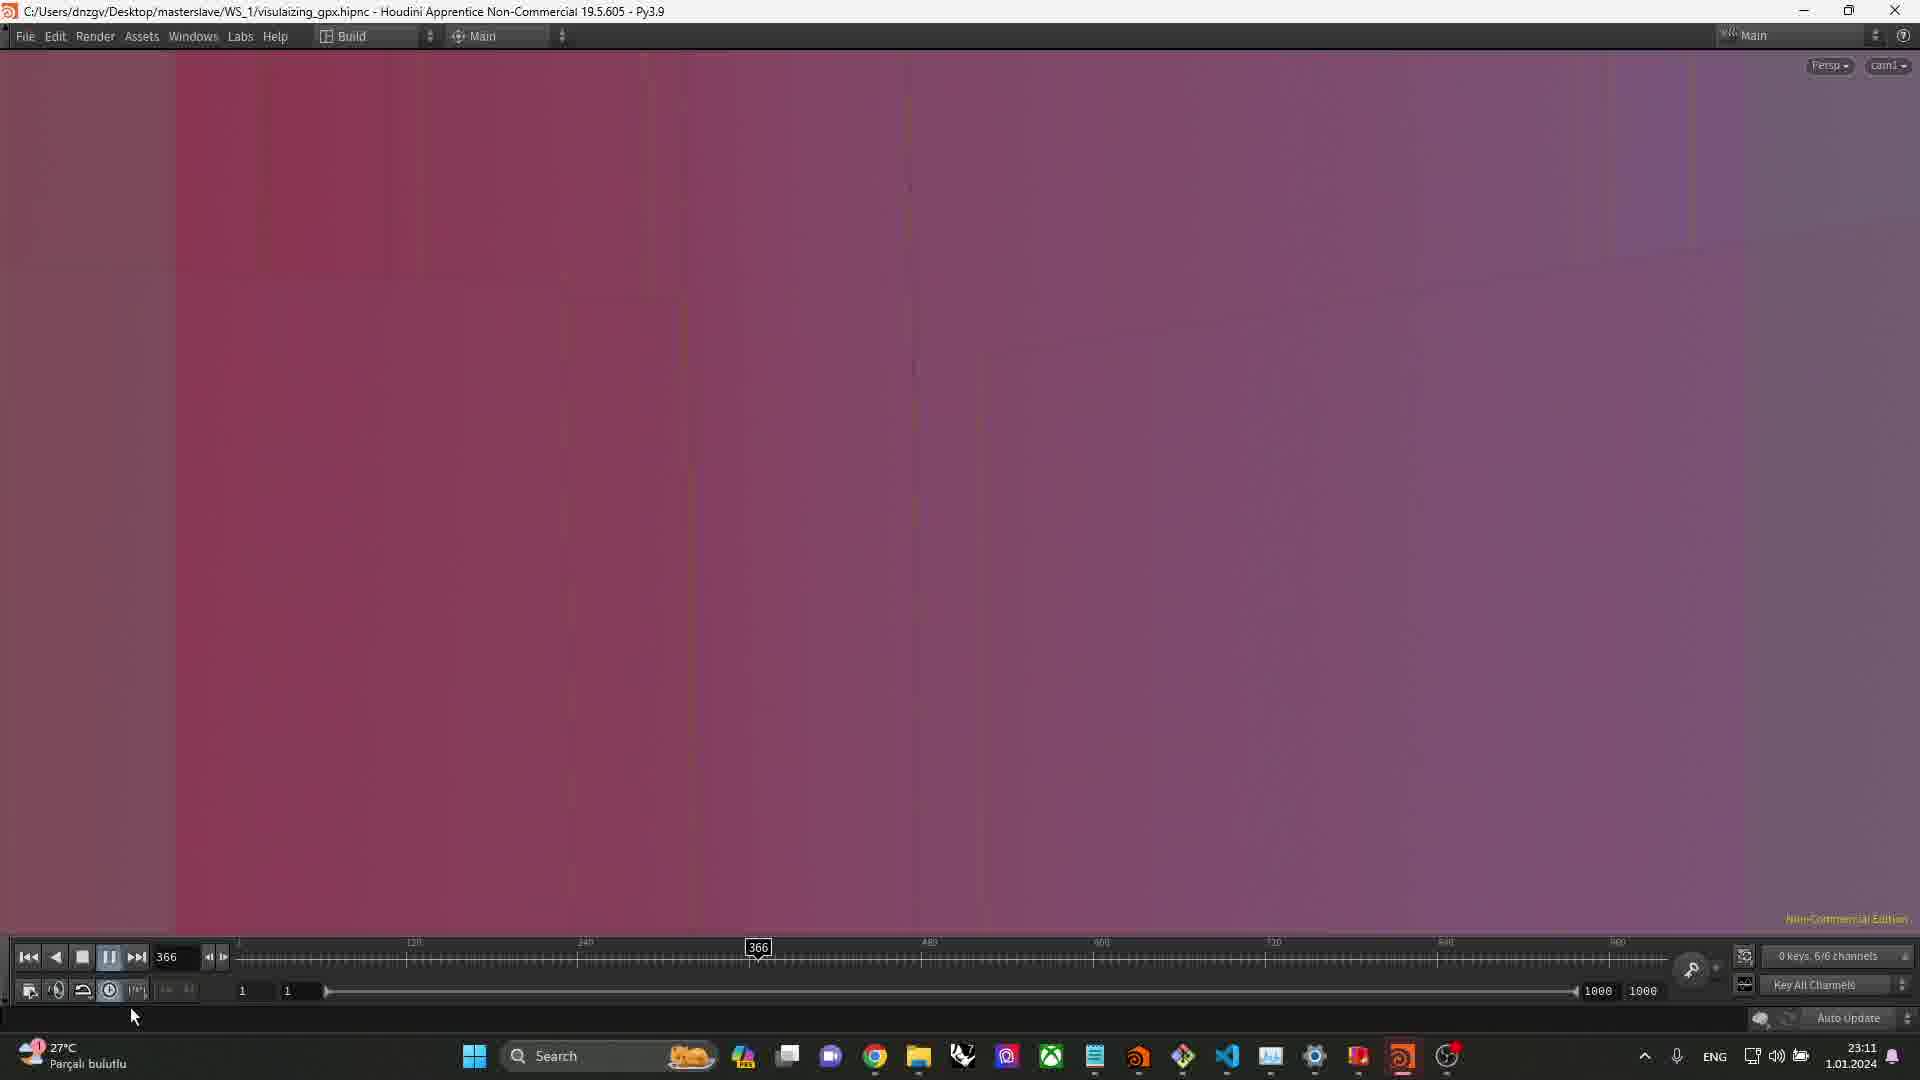 C:/Users/dnzgv/Desktop/masterslave/WS_1/visulaizing_gpx.hipnc - Houdini Apprentice Non-Commercial 19.5.605 - Py3.9
File Edit Render Assets Windows Labs Help Build Main Main
Persp cam1
Non-Commercial Edition
1 120 240 366 480 600 720 840 960
366 0 keys, 6/6 channels
1 1 1000 1000 Key All Channels
Auto Update
27°C
Parçalı bulutlu
Search
ENG
23:11
1.01.2024